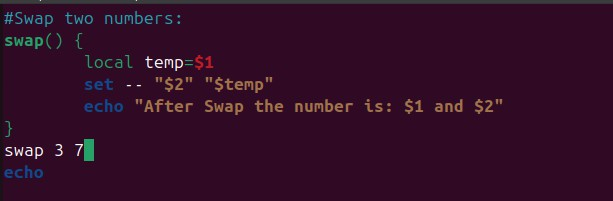 #Swap two numbers:
swap() {
        local temp=$1
        set -- "$2" "$temp"
        echo "After Swap the number is: $1 and $2"
}
swap 3 7
echo